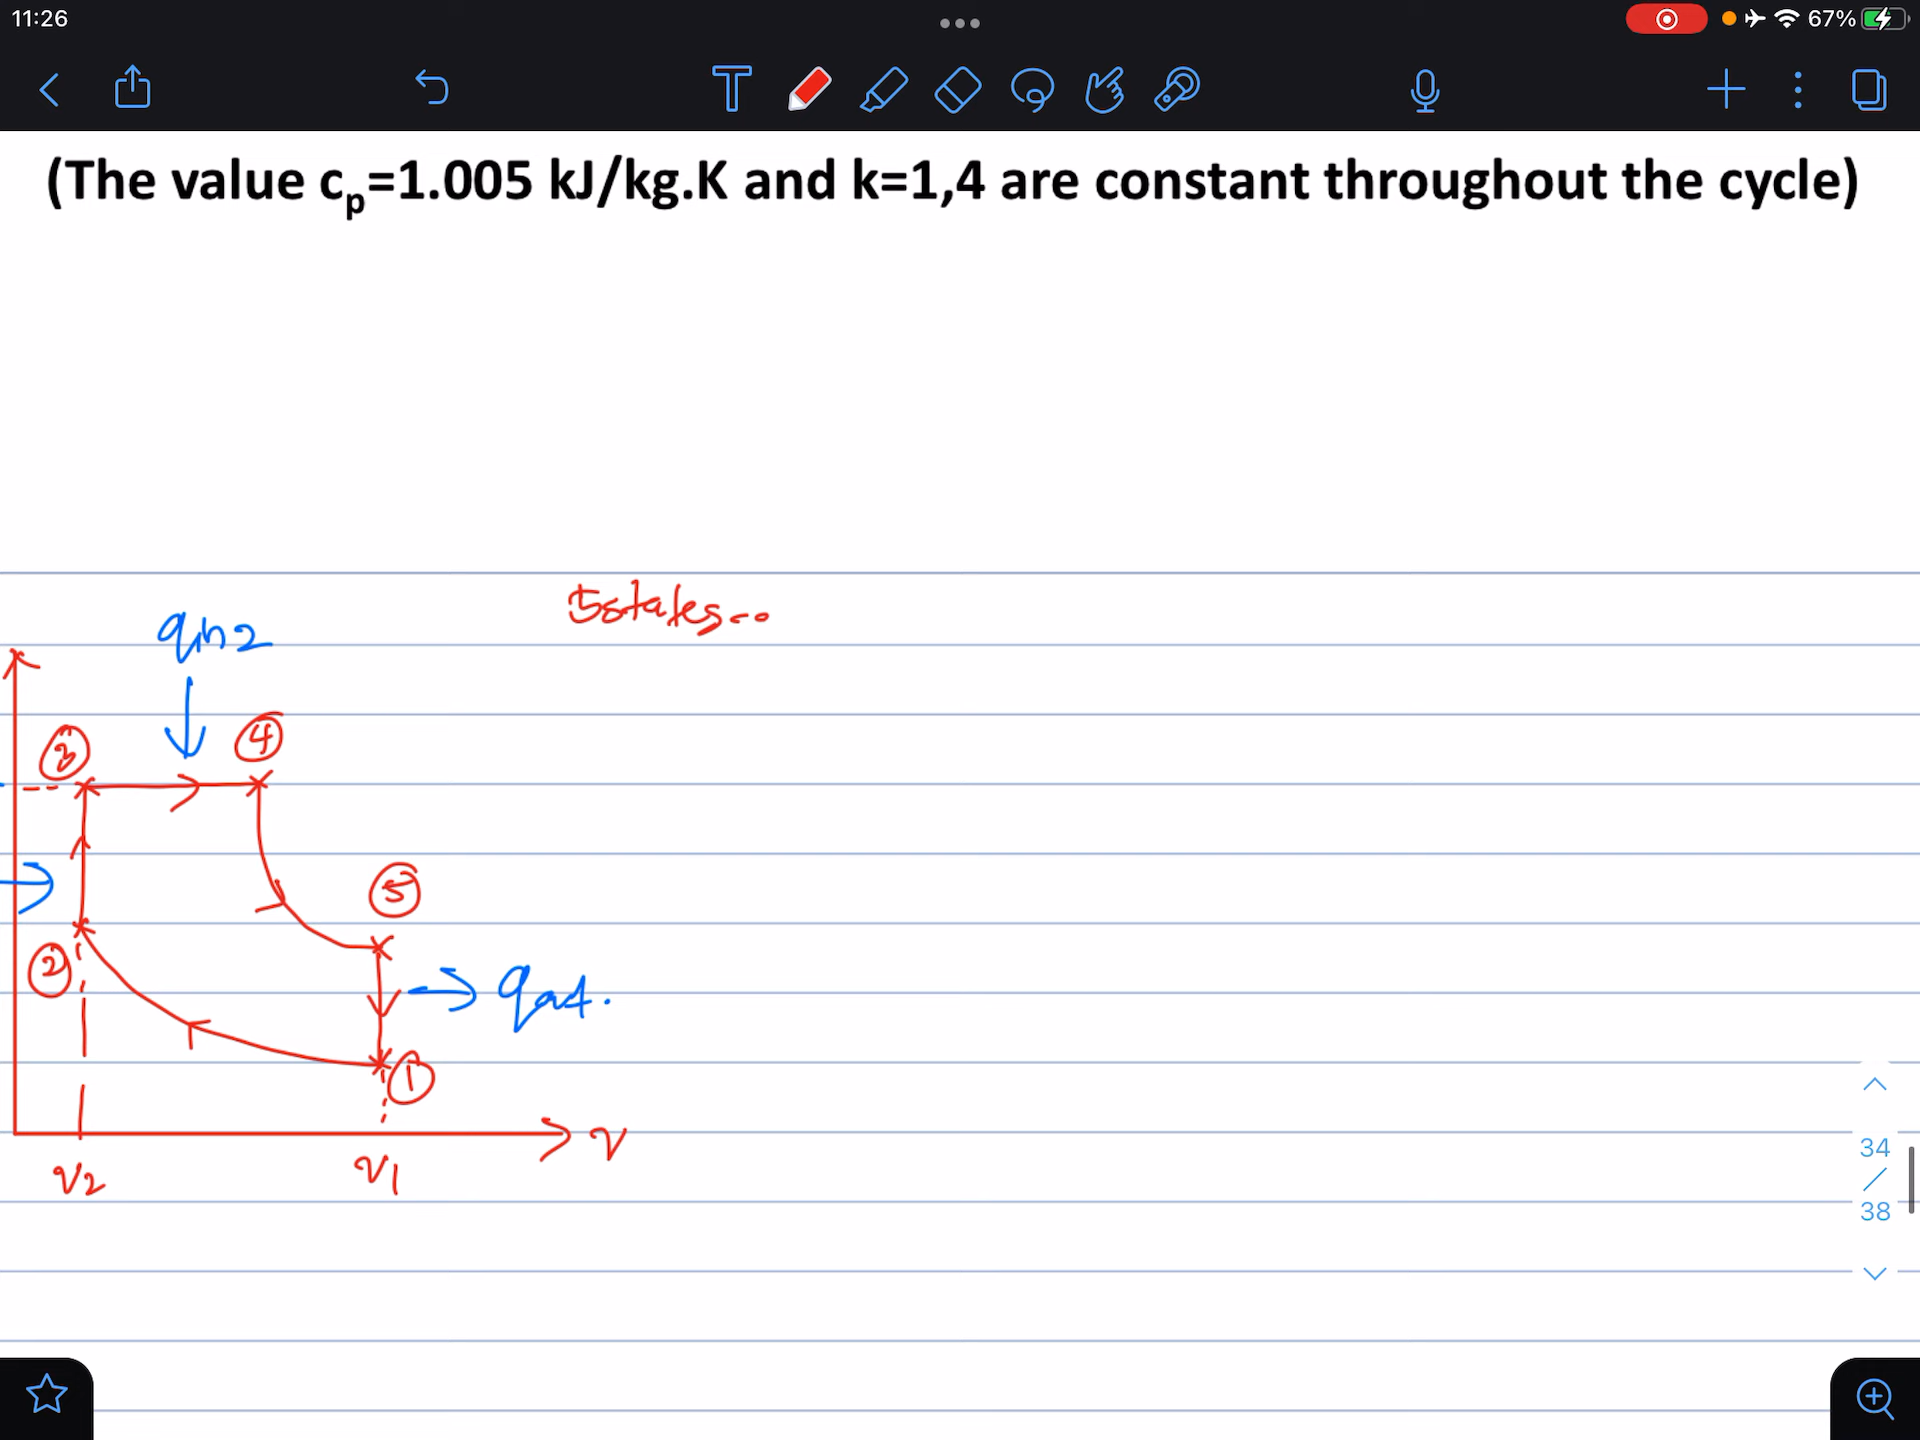 11:26
67%
(The value cp=1.005 kJ/kg.K and k=1,4 are constant throughout the cycle)
5states...
qin2
3
4
5
2
qout.
1
v
v2
v1
34
/
38